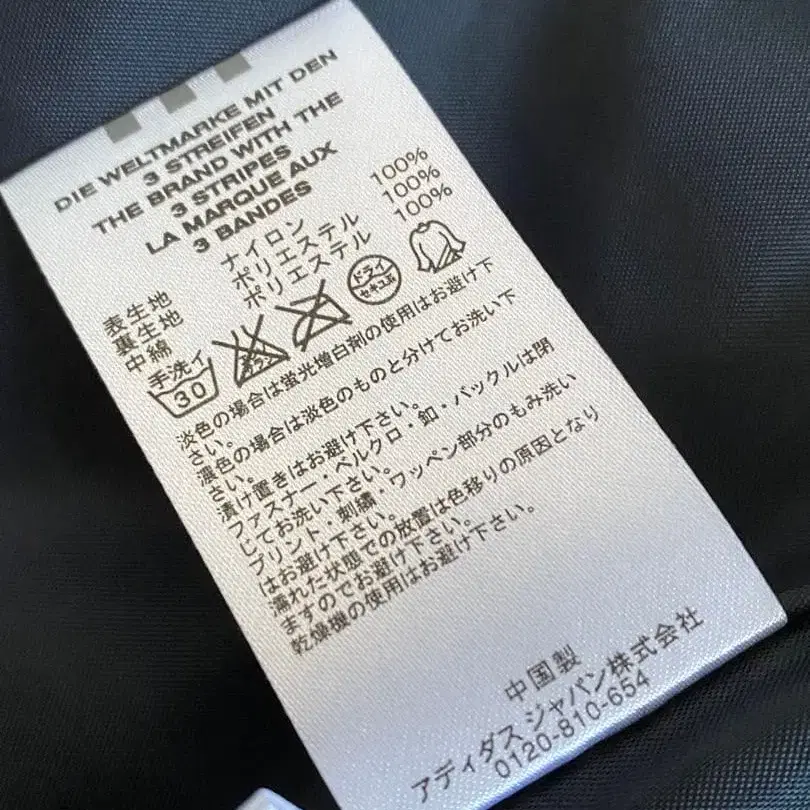 DIE WELTMARKE MIT DEN
3 STREIFEN
THE BRAND WITH THE
3 STRIPES
LA MARQUE AUX
3 BANDES
表生地 ナイロン 100%
裏生地 ポリエステル 100%
中綿 ポリエステル 100%
手洗イ
30
エンソサラシ
ドライ
セキユ系
淡色の場合は蛍光増白剤の使用はお避け下
さい。
濃色の場合は淡色のものと分けてお洗い下
さい。
漬け置きはお避け下さい。
ファスナー・ベルクロ・釦・バックルは閉
じてお洗い下さい。
プリント・刺繍・ワッペン部分のもみ洗い
はお避け下さい。
濡れた状態での放置は色移りの原因となり
ますのでお避け下さい。
乾燥機の使用はお避け下さい。
中国製
アディダス ジャパン株式会社
0120-810-654